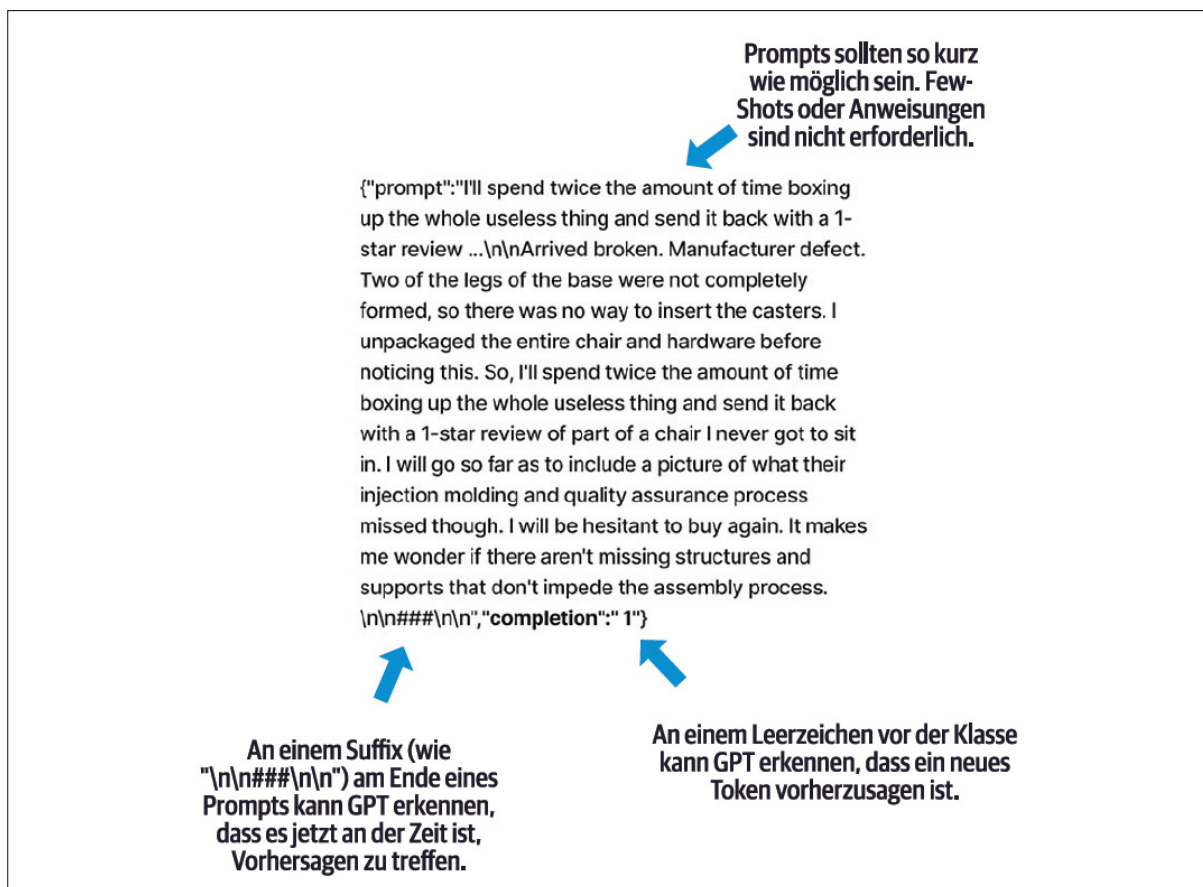 Prompts sollten so kurz
wie möglich sein. Few-
Shots oder Anweisungen
sind nicht erforderlich.
{"prompt":"I'll spend twice the amount of time boxing
up the whole useless thing and send it back with a 1-
star review ...\n\nArrived broken. Manufacturer defect.
Two of the legs of the base were not completely
formed, so there was no way to insert the casters. I
unpackaged the entire chair and hardware before
noticing this. So, I'll spend twice the amount of time
boxing up the whole useless thing and send it back
with a 1-star review of part of a chair I never got to sit
in. I will go so far as to include a picture of what their
injection molding and quality assurance process
missed though. I will be hesitant to buy again. It makes
me wonder if there aren't missing structures and
supports that don't impede the assembly process.
\n\n###\n\n","completion":" 1"}
An einem Suffix (wie
"\n\n###\n\n") am Ende eines
Prompts kann GPT erkennen,
dass es jetzt an der Zeit ist,
Vorhersagen zu treffen.
An einem Leerzeichen vor der Klasse
kann GPT erkennen, dass ein neues
Token vorherzusagen ist.